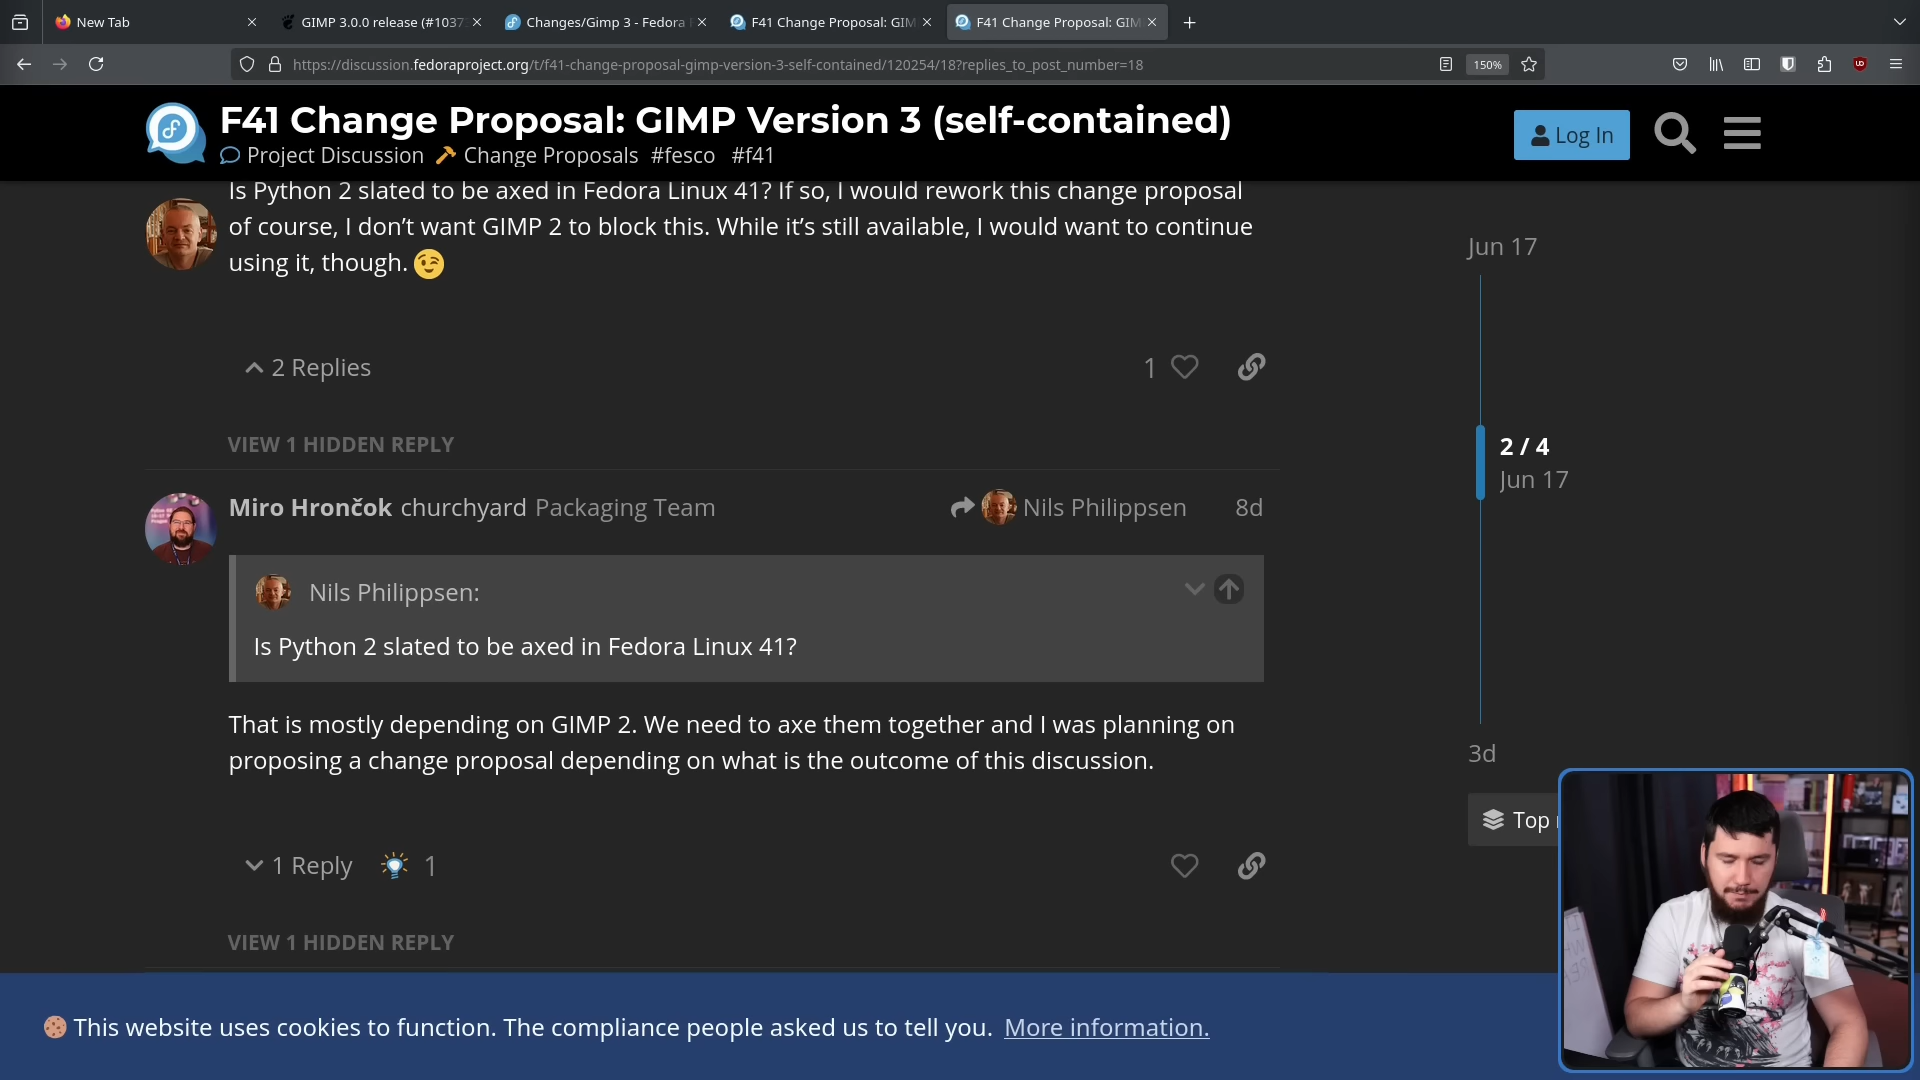 New Tab
GIMP 3.0.0 release (#1037
Changes/Gimp 3 - Fedora
F41 Change Proposal: GIM
F41 Change Proposal: GIM
https://discussion.fedoraproject.org/t/f41-change-proposal-gimp-version-3-self-contained/120254/18?replies_to_post_number=18
150%
F41 Change Proposal: GIMP Version 3 (self-contained)
Project Discussion Change Proposals #fesco #f41
Log In
Is Python 2 slated to be axed in Fedora Linux 41? If so, I would rework this change proposal
of course, I don’t want GIMP 2 to block this. While it’s still available, I would want to continue
using it, though. 😉
2 Replies
1
VIEW 1 HIDDEN REPLY
Miro Hrončok churchyard Packaging Team
Nils Philippsen 8d
Nils Philippsen:
Is Python 2 slated to be axed in Fedora Linux 41?
That is mostly depending on GIMP 2. We need to axe them together and I was planning on
proposing a change proposal depending on what is the outcome of this discussion.
1 Reply
1
VIEW 1 HIDDEN REPLY
Jun 17
2 / 4
Jun 17
3d
Top
🍪 This website uses cookies to function. The compliance people asked us to tell you. More information.